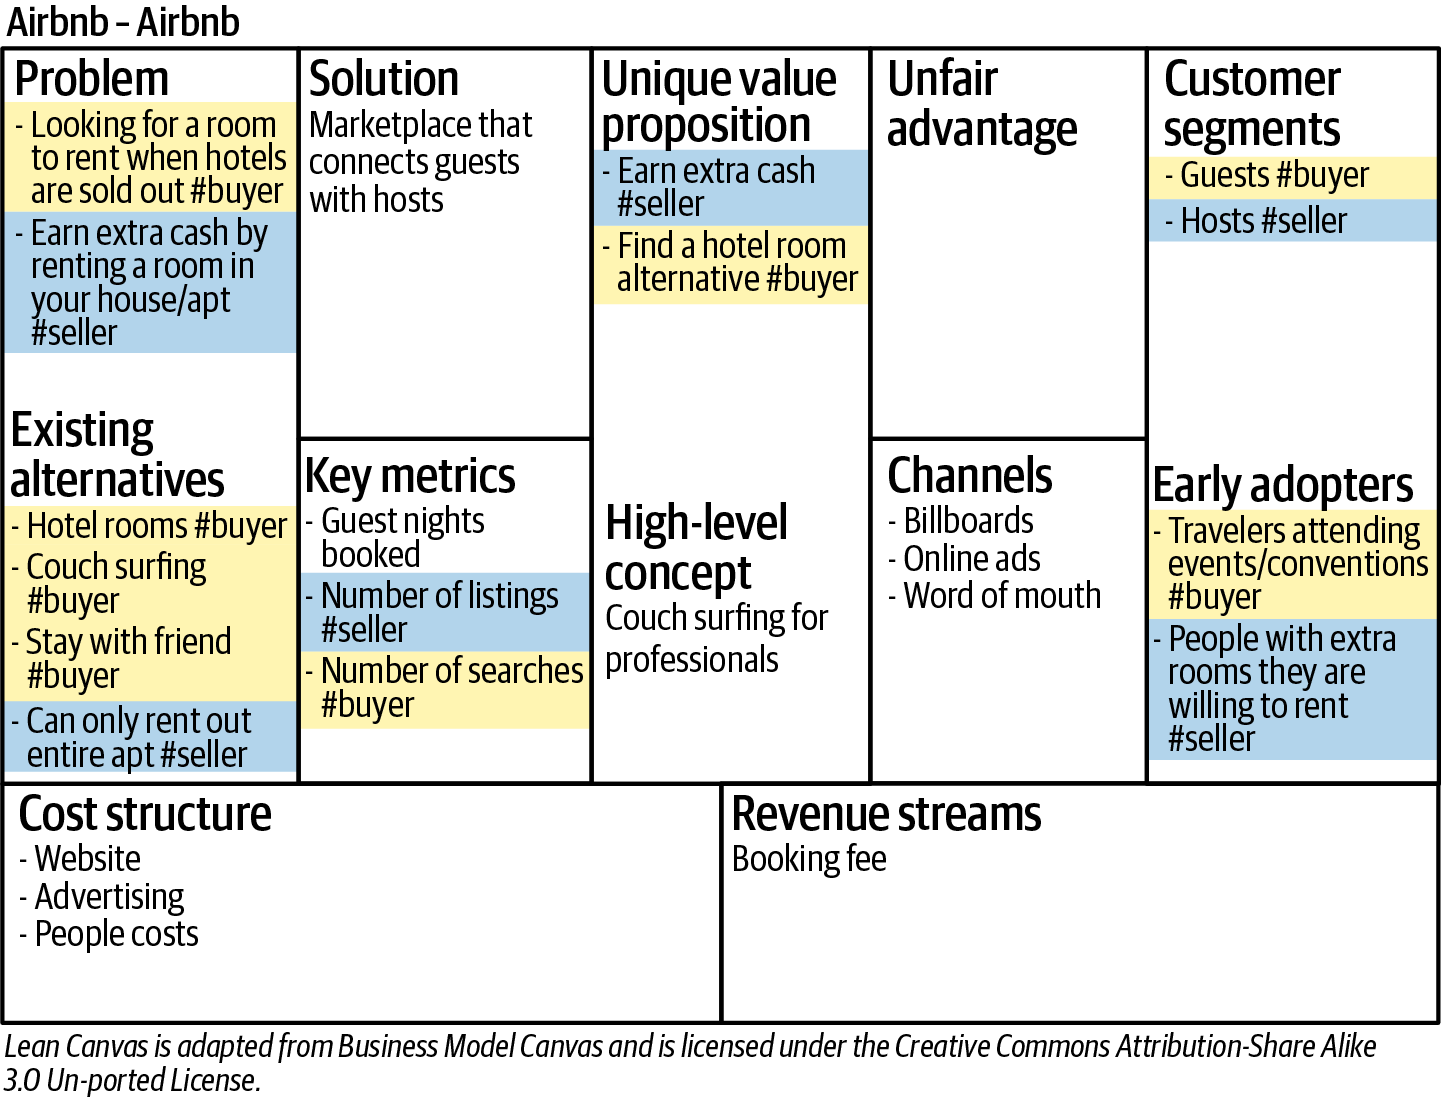 Airbnb – Airbnb
Problem
- Looking for a room
to rent when hotels
are sold out #buyer
- Earn extra cash by
renting a room in
your house/apt
#seller
Existing
alternatives
- Hotel rooms #buyer
- Couch surfing
#buyer
- Stay with friend
#buyer
- Can only rent out
entire apt #seller
Solution
Marketplace that
connects guests
with hosts
Key metrics
- Guest nights
booked
- Number of listings
#seller
- Number of searches
#buyer
Unique value
proposition
- Earn extra cash
#seller
- Find a hotel room
alternative #buyer
High-level
concept
Couch surfing for
professionals
Unfair
advantage
Channels
- Billboards
- Online ads
- Word of mouth
Customer
segments
- Guests #buyer
- Hosts #seller
Early adopters
- Travelers attending
events/conventions
#buyer
- People with extra
rooms they are
willing to rent
#seller
Cost structure
- Website
- Advertising
- People costs
Revenue streams
Booking fee
Lean Canvas is adapted from Business Model Canvas and is licensed under the Creative Commons Attribution-Share Alike
3.0 Un-ported License.